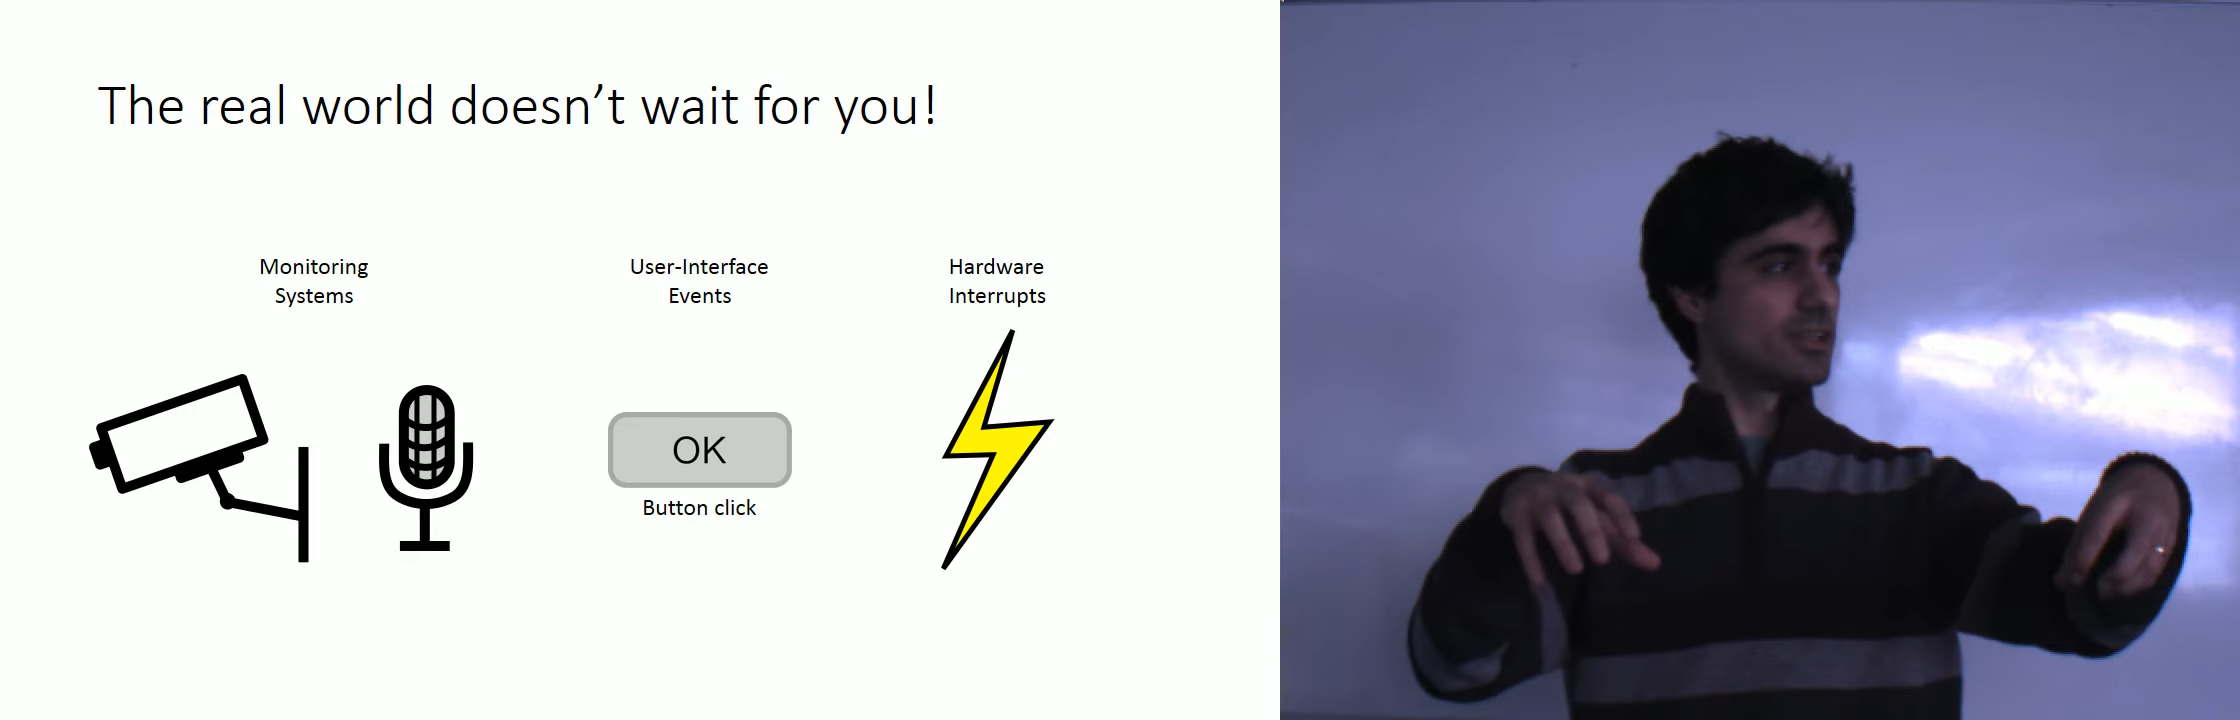 The real world doesn’t wait for you!
Monitoring
Systems
User-Interface
Events
Hardware
Interrupts
OK
Button click